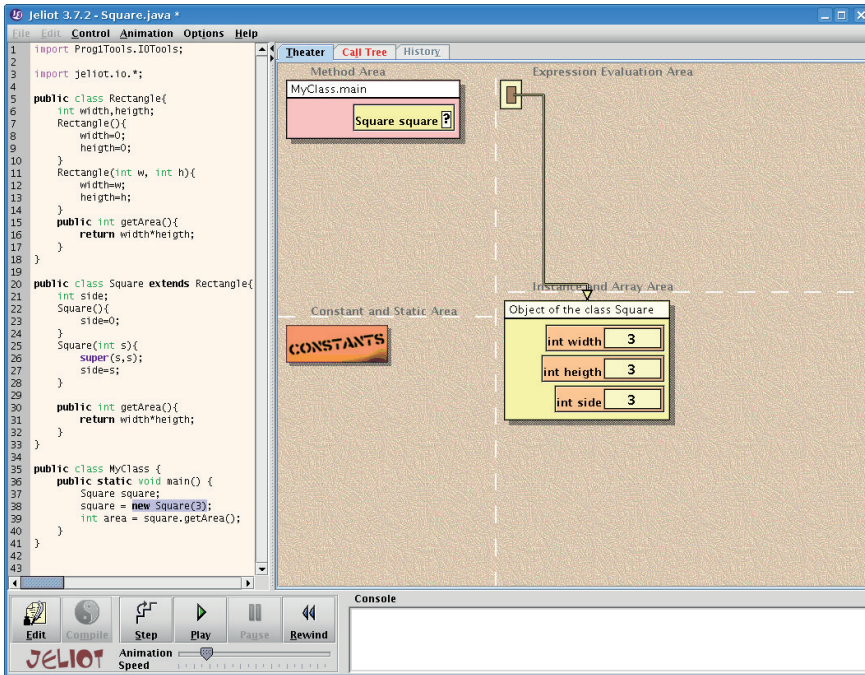 Jeliot 3.7.2 - Square.java *
File Edit Control Animation Options Help
1 import Prog1Tools.IOTools;
2
3 import jeliot.io.*;
4
5 public class Rectangle{
6 int width,heigth;
7 Rectangle(){
8 width=0;
9 heigth=0;
10 }
11 Rectangle(int w, int h){
12 width=w;
13 heigth=h;
14 }
15 public int getArea(){
16 return width*heigth;
17 }
18 }
19
20 public class Square extends Rectangle{
21 int side;
22 Square(){
23 side=0;
24 }
25 Square(int s){
26 super(s,s);
27 side=s;
28 }
29
30 public int getArea(){
31 return width*heigth;
32 }
33 }
34
35 public class MyClass {
36 public static void main() {
37 Square square;
38 square = new Square(3);
39 int area = square.getArea();
40 }
41 }
42
43
Theater Call Tree History
Method Area
Expression Evaluation Area
MyClass.main
Square square ?
Instance and Array Area
Constant and Static Area
CONSTANTS
Object of the class Square
int width 3
int heigth 3
int side 3
Edit Compile Step Play Pause Rewind
JELIOT
Animation Speed
Console